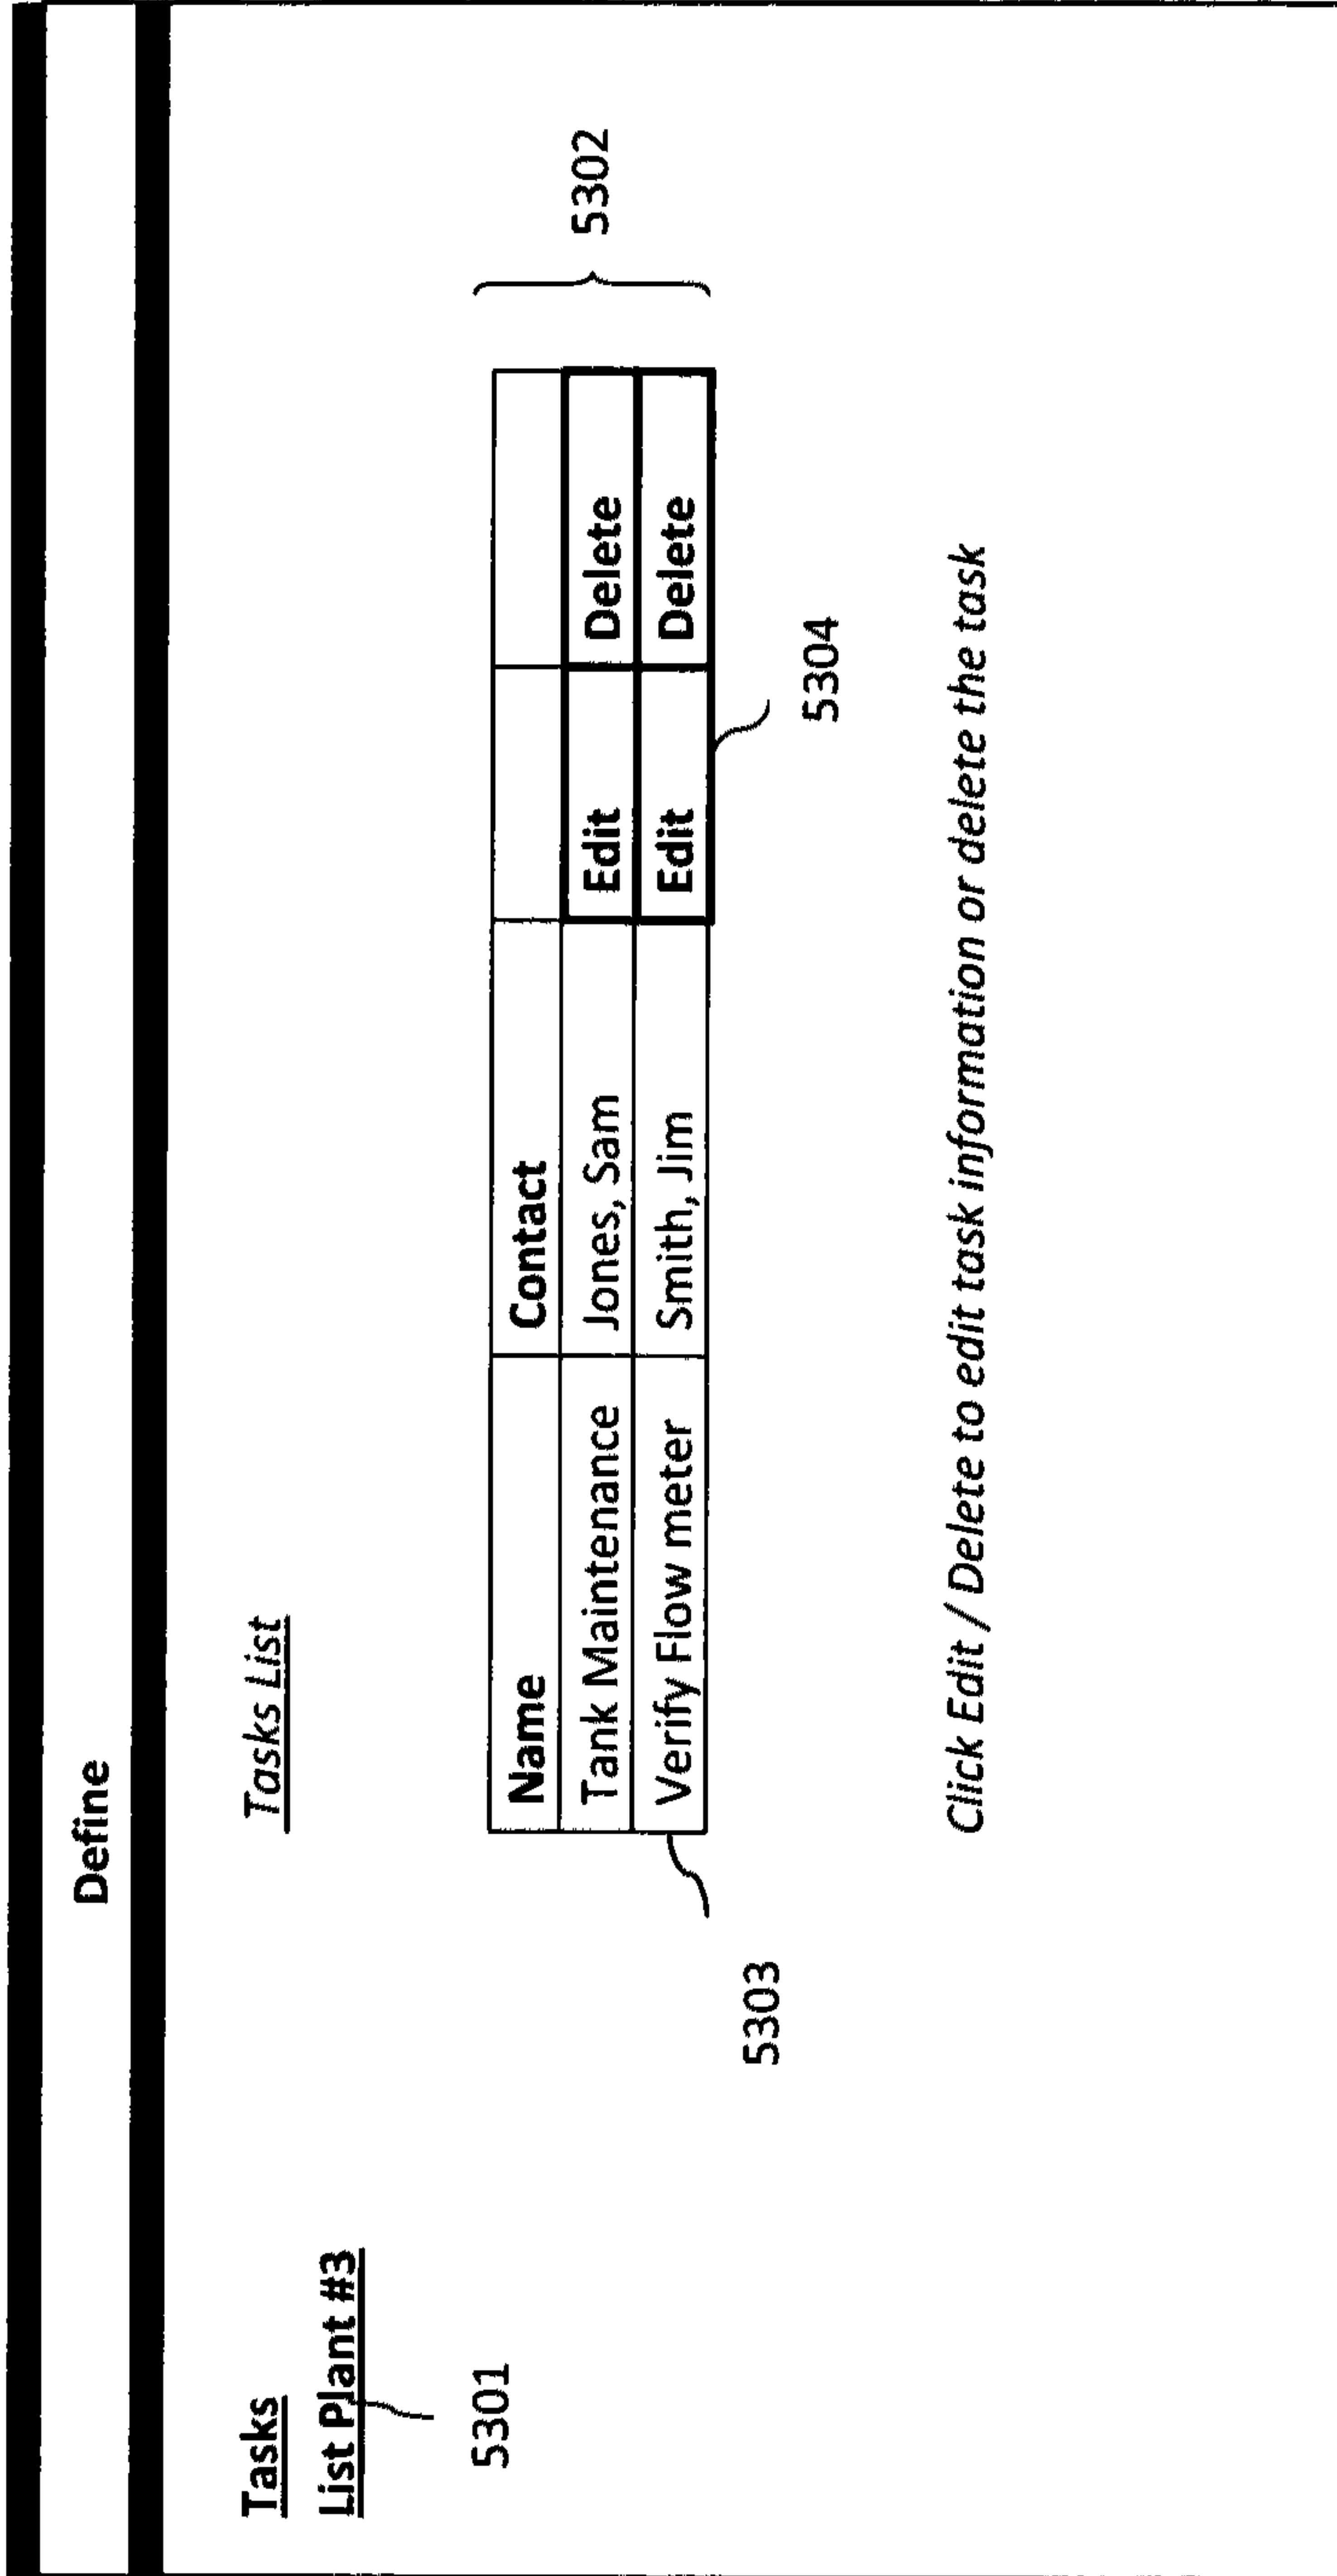 Define
Tasks
List Plant #3
5301
Tasks List
Name Contact
Tank Maintenance Jones, Sam Edit Delete
Verify Flow meter Smith, Jim Edit Delete
5302
5303
5304
Click Edit / Delete to edit task information or delete the task